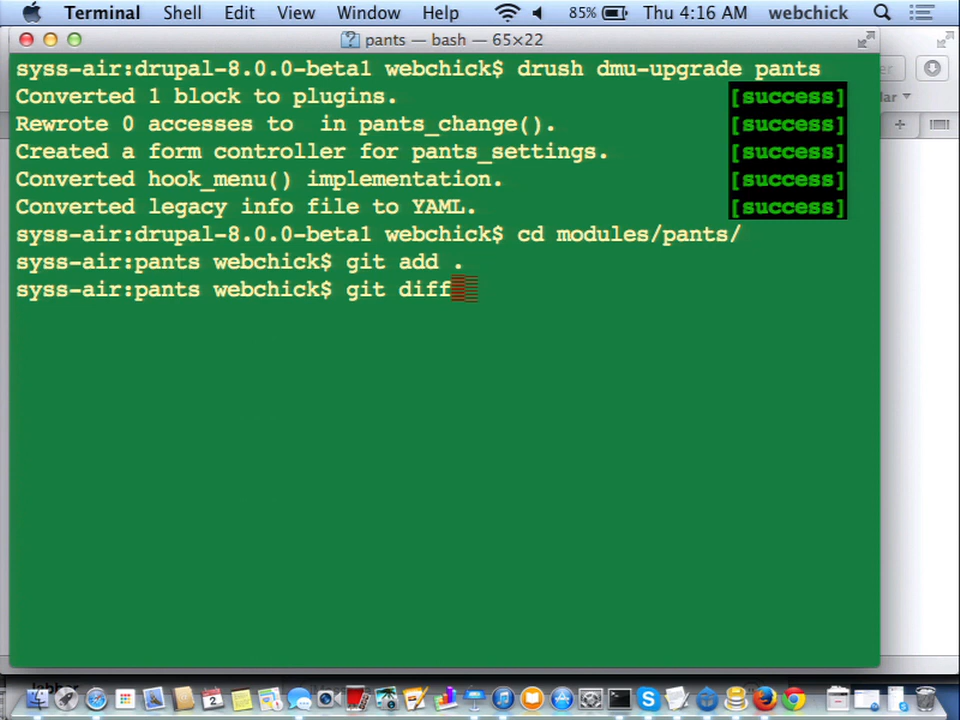 Terminal Shell Edit View Window Help 85% Thu 4:16 AM webchick
pants — bash — 65×22
syss-air:drupal-8.0.0-beta1 webchick$ drush dmu-upgrade pants
Converted 1 block to plugins. [success]
Rewrote 0 accesses to  in pants_change(). [success]
Created a form controller for pants_settings. [success]
Converted hook_menu() implementation. [success]
Converted legacy info file to YAML. [success]
syss-air:drupal-8.0.0-beta1 webchick$ cd modules/pants/
syss-air:pants webchick$ git add .
syss-air:pants webchick$ git diff